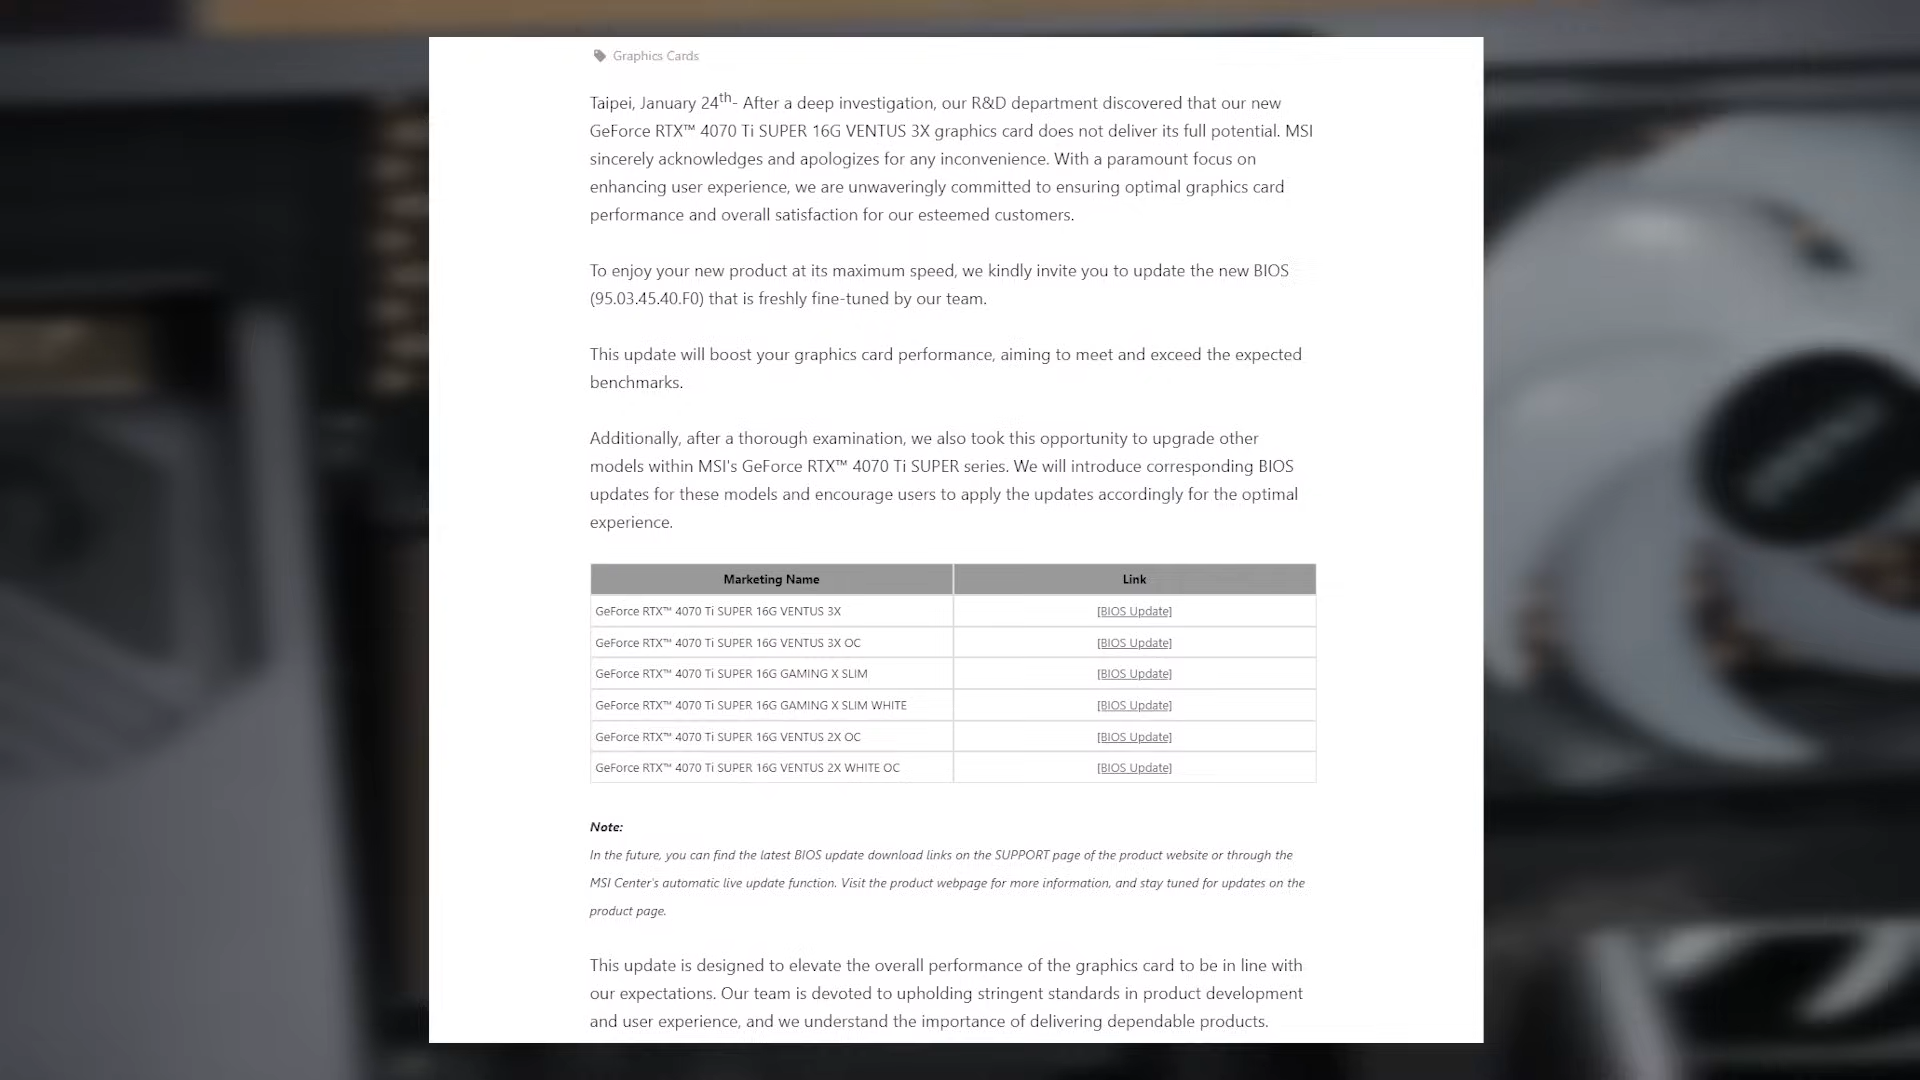 Graphics Cards
Taipei, January 24th- After a deep investigation, our R&D department discovered that our new
GeForce RTX™ 4070 Ti SUPER 16G VENTUS 3X graphics card does not deliver its full potential. MSI
sincerely acknowledges and apologizes for any inconvenience. With a paramount focus on
enhancing user experience, we are unwaveringly committed to ensuring optimal graphics card
performance and overall satisfaction for our esteemed customers.
To enjoy your new product at its maximum speed, we kindly invite you to update the new BIOS
(95.03.45.40.F0) that is freshly fine-tuned by our team.
This update will boost your graphics card performance, aiming to meet and exceed the expected
benchmarks.
Additionally, after a thorough examination, we also took this opportunity to upgrade other
models within MSI's GeForce RTX™ 4070 Ti SUPER series. We will introduce corresponding BIOS
updates for these models and encourage users to apply the updates accordingly for the optimal
experience.
Marketing Name Link
GeForce RTX™ 4070 Ti SUPER 16G VENTUS 3X [BIOS Update]
GeForce RTX™ 4070 Ti SUPER 16G VENTUS 3X OC [BIOS Update]
GeForce RTX™ 4070 Ti SUPER 16G GAMING X SLIM [BIOS Update]
GeForce RTX™ 4070 Ti SUPER 16G GAMING X SLIM WHITE [BIOS Update]
GeForce RTX™ 4070 Ti SUPER 16G VENTUS 2X OC [BIOS Update]
GeForce RTX™ 4070 Ti SUPER 16G VENTUS 2X WHITE OC [BIOS Update]
Note:
In the future, you can find the latest BIOS update download links on the SUPPORT page of the product website or through the
MSI Center's automatic live update function. Visit the product webpage for more information, and stay tuned for updates on the
product page.
This update is designed to elevate the overall performance of the graphics card to be in line with
our expectations. Our team is devoted to upholding stringent standards in product development
and user experience, and we understand the importance of delivering dependable products.